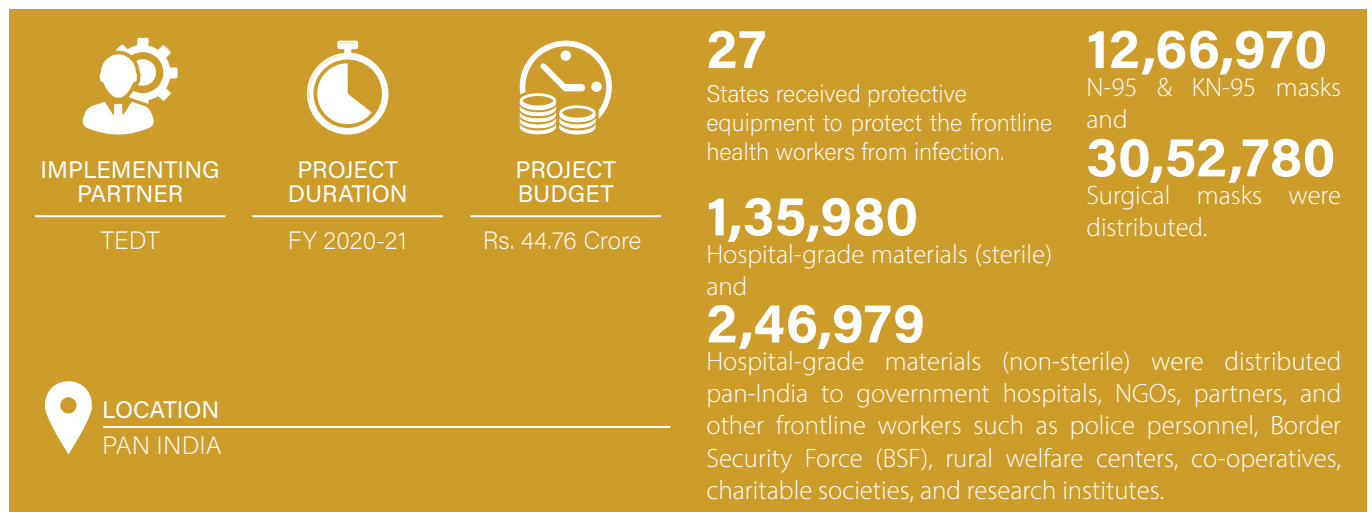 IMPLEMENTING
PARTNER
TEDT
PROJECT
DURATION
FY 2020-21
PROJECT
BUDGET
Rs. 44.76 Crore
LOCATION
PAN INDIA
27
States received protective
equipment to protect the frontline
health workers from infection.
1,35,980
Hospital-grade materials (sterile)
and
2,46,979
Hospital-grade materials (non-sterile) were distributed
pan-India to government hospitals, NGOs, partners, and
other frontline workers such as police personnel, Border
Security Force (BSF), rural welfare centers, co-operatives,
charitable societies, and research institutes.
12,66,970
N-95 & KN-95 masks
and
30,52,780
Surgical masks were
distributed.